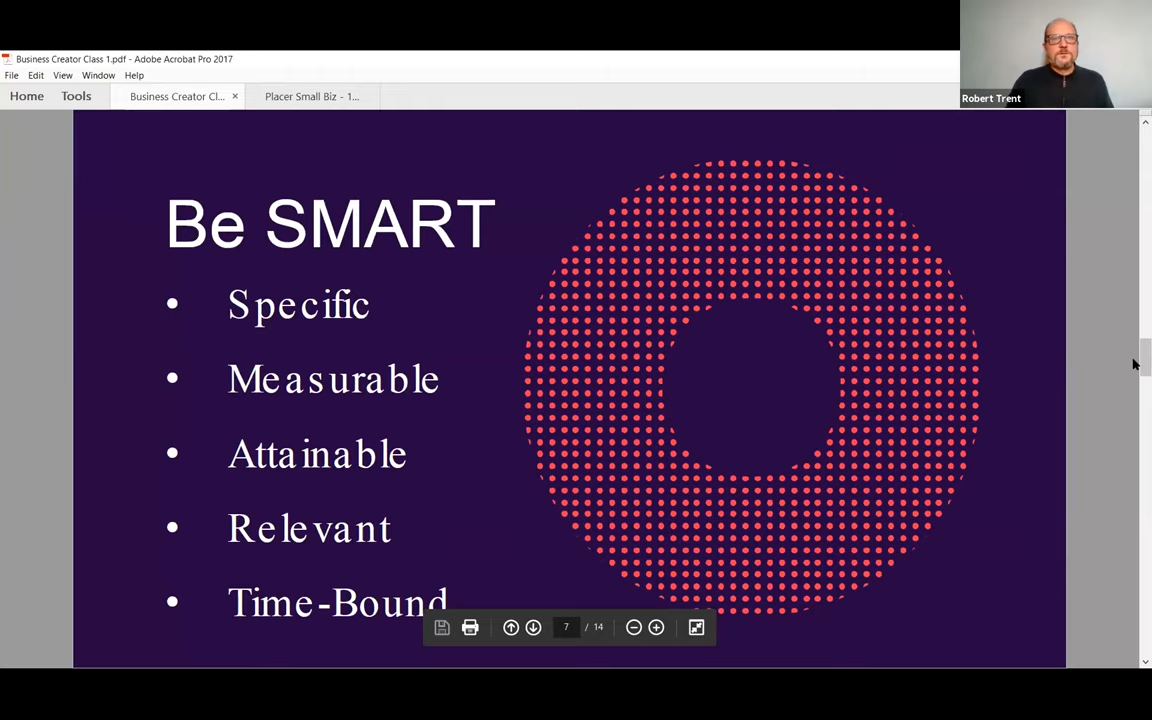 Business Creator Class 1.pdf - Adobe Acrobat Pro 2017
File Edit View Window Help
Home Tools Business Creator Cl... × Placer Small Biz - 1...
Robert Trent
Be SMART
• Specific
• Measurable
• Attainable
• Relevant
• Time-Bound
7 / 14